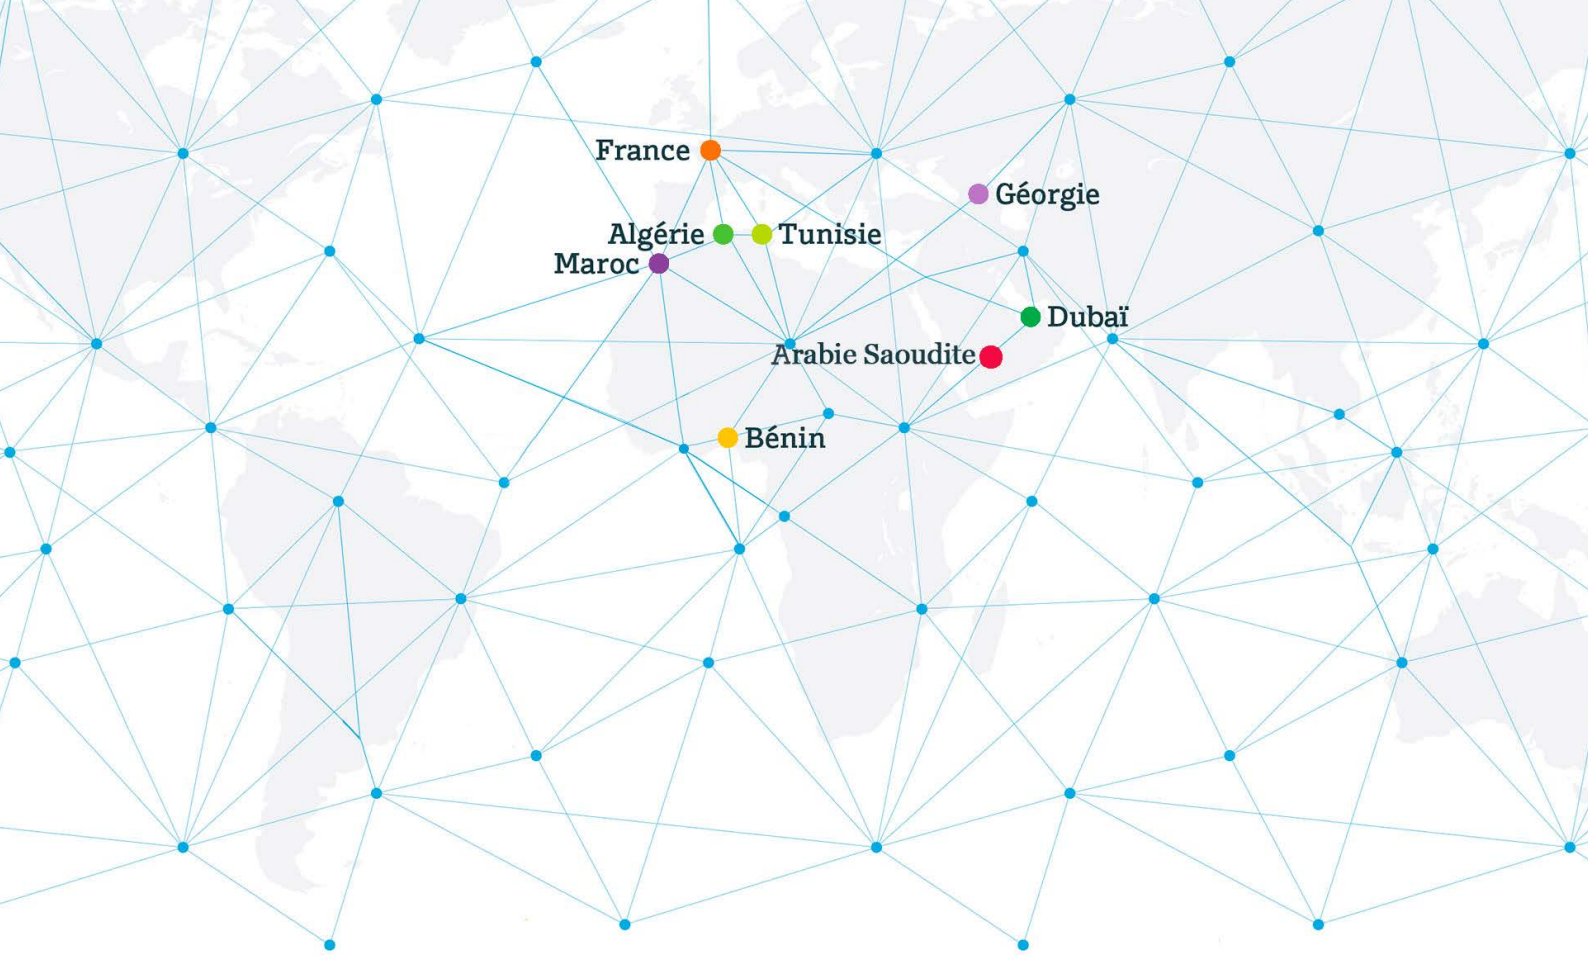 France
Géorgie
Algérie
Tunisie
Maroc
Dubaï
Arabie Saoudite
Bénin